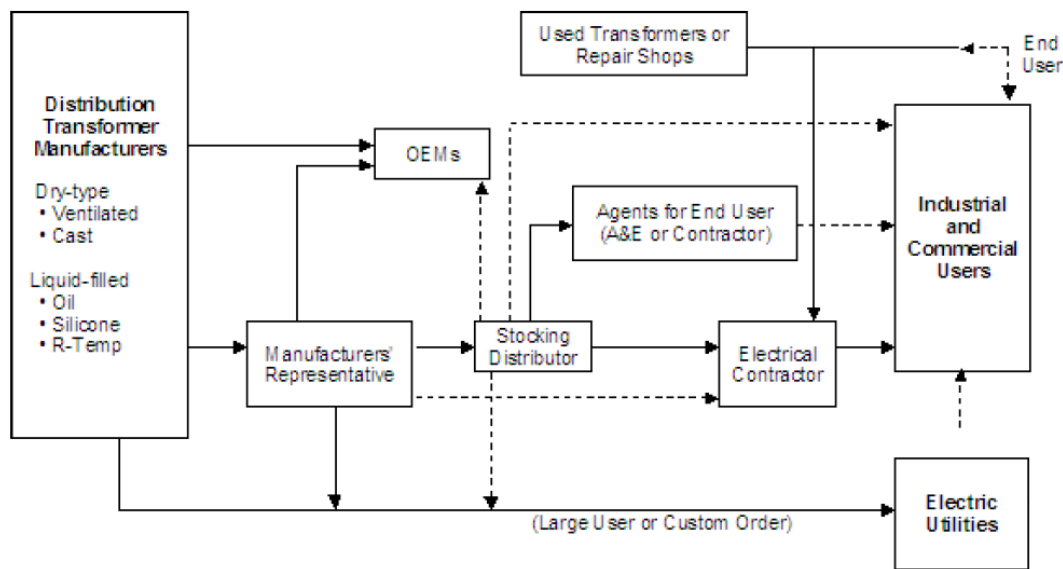 Distribution
Transformer
Manufacturers
Dry-type
• Ventilated
• Cast
Liquid-filled
• Oil
• Silicone
• R-Temp
Used Transformers or
Repair Shops
End
User
OEMs
Agents for End User
(A&E or Contractor)
Industrial
and
Commercial
Users
Manufacturers'
Representative
Stocking
Distributor
Electrical
Contractor
(Large User or Custom Order)
Electric
Utilities